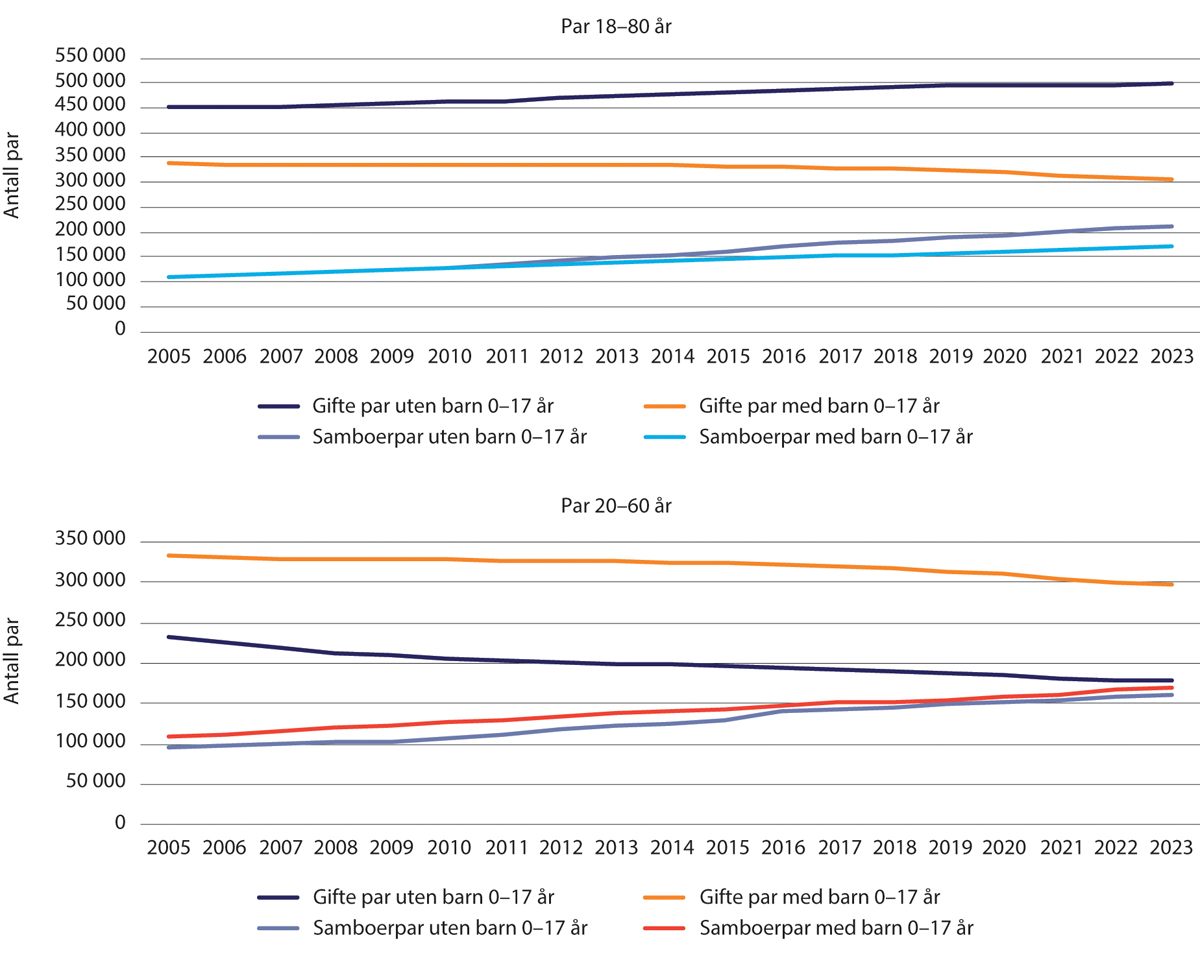 Par 18–80 år
Antall par
550 000
500 000
450 000
400 000
350 000
300 000
250 000
200 000
150 000
100 000
50 000
0
2005 2006 2007 2008 2009 2010 2011 2012 2013 2014 2015 2016 2017 2018 2019 2020 2021 2022 2023
Gifte par uten barn 0–17 år
Gifte par med barn 0–17 år
Samboerpar uten barn 0–17 år
Samboerpar med barn 0–17 år
Par 20–60 år
Antall par
350 000
300 000
250 000
200 000
150 000
100 000
50 000
0
2005 2006 2007 2008 2009 2010 2011 2012 2013 2014 2015 2016 2017 2018 2019 2020 2021 2022 2023
Gifte par uten barn 0–17 år
Gifte par med barn 0–17 år
Samboerpar uten barn 0–17 år
Samboerpar med barn 0–17 år